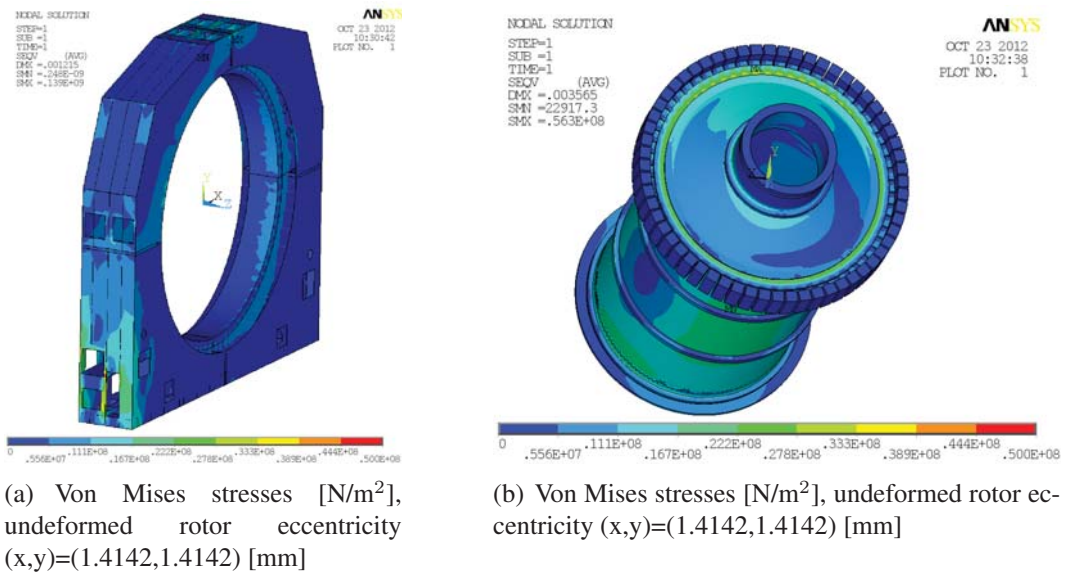 NODAL SOLUTION
STEP=1
SUB =1
TIME=1
SEQV (AVG)
DMX =.001215
SMN =.248E-09
SMX =.139E+09
ANSYS
OCT 23 2012
10:30:42
PLOT NO. 1
Y
X
Z
0 .111E+08 .222E+08 .333E+08 .444E+08
.556E+07 .167E+08 .278E+08 .389E+08 .500E+08
(a) Von Mises stresses [N/m²],
undeformed rotor eccentricity
(x,y)=(1.4142,1.4142) [mm]
NODAL SOLUTION
STEP=1
SUB =1
TIME=1
SEQV (AVG)
DMX =.003565
SMN =22917.3
SMX =.563E+08
ANSYS
OCT 23 2012
10:32:38
PLOT NO. 1
Y
0 .111E+08 .222E+08 .333E+08 .444E+08
.556E+07 .167E+08 .278E+08 .389E+08 .500E+08
(b) Von Mises stresses [N/m²], undeformed rotor ec-
centricity (x,y)=(1.4142,1.4142) [mm]